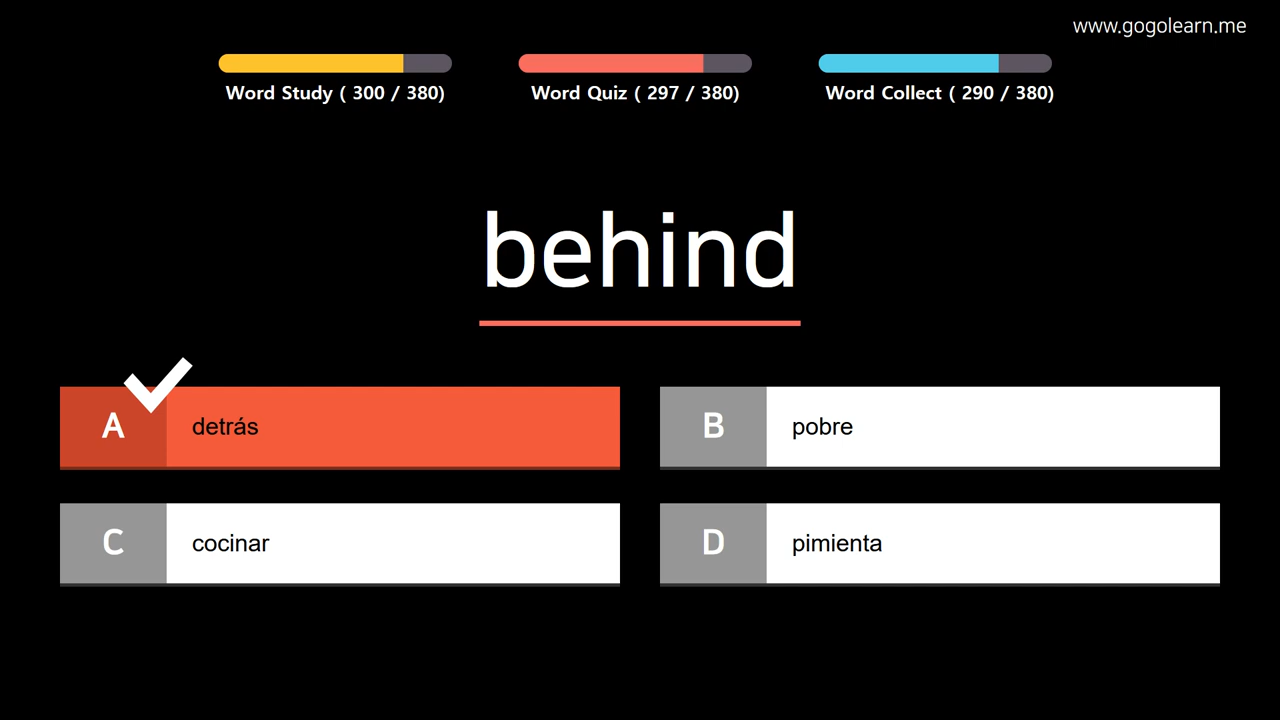 www.gogolearn.me
Word Study ( 300 / 380)
Word Quiz ( 297 / 380)
Word Collect ( 290 / 380)
behind
A detrás
B pobre
C cocinar
D pimienta